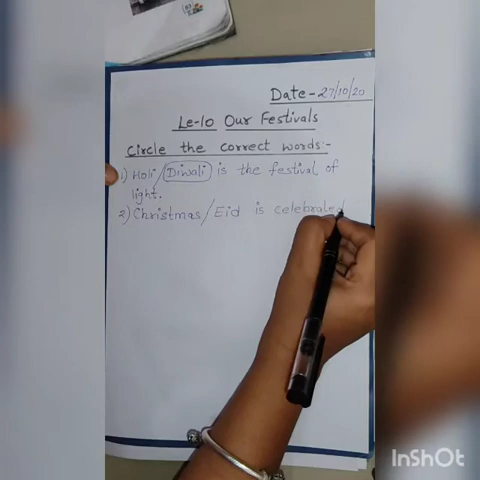 Date-27/10/20
Le-10 Our Festivals
Circle the correct words:-
1) Holi/Diwali is the festival of
light.
2) Christmas/Eid is celebrated
InShOt